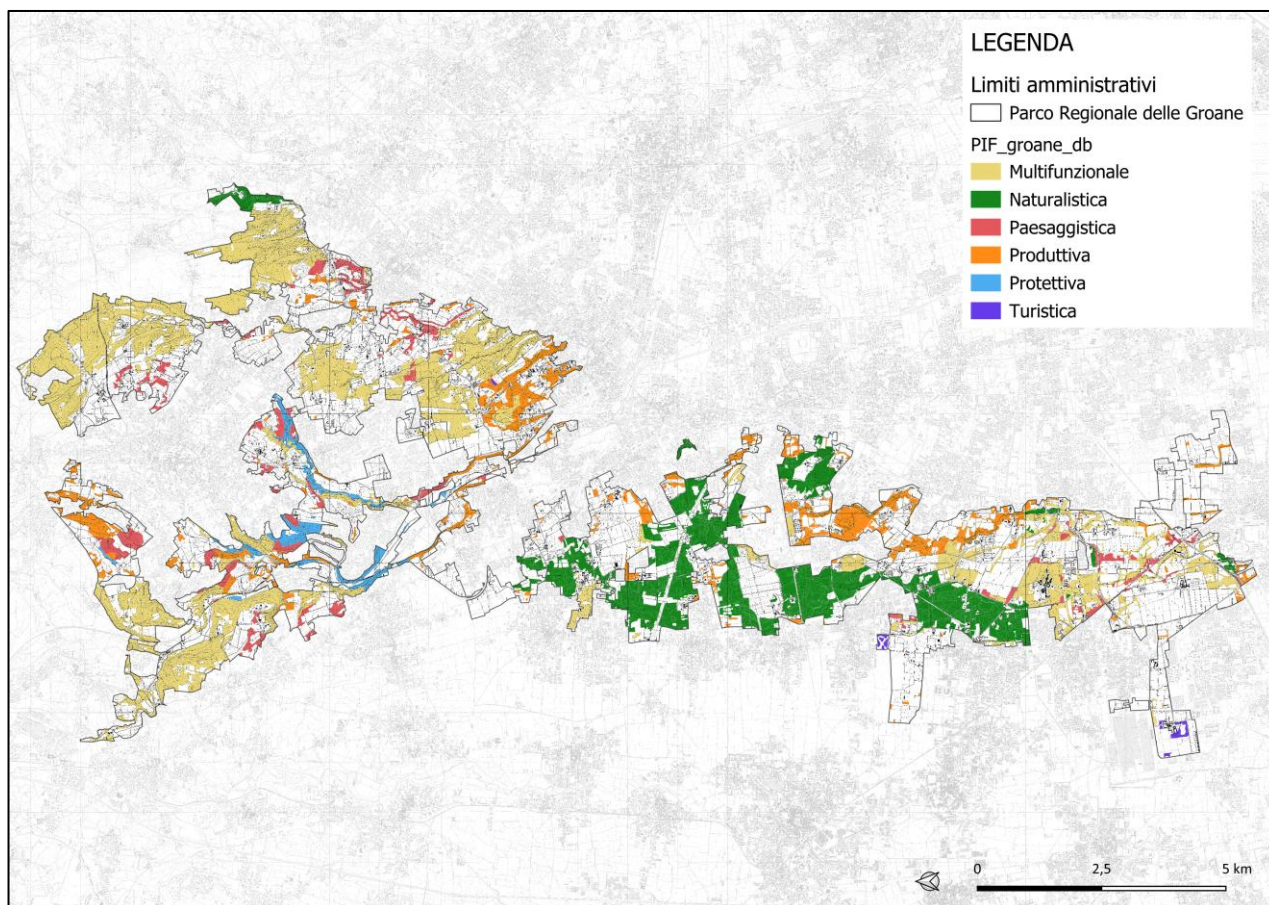 LEGENDA
Limiti amministrativi
Parco Regionale delle Groane
PIF_groane_db
Multifunzionale
Naturalistica
Paesaggistica
Produttiva
Protettiva
Turistica
0 2,5 5 km